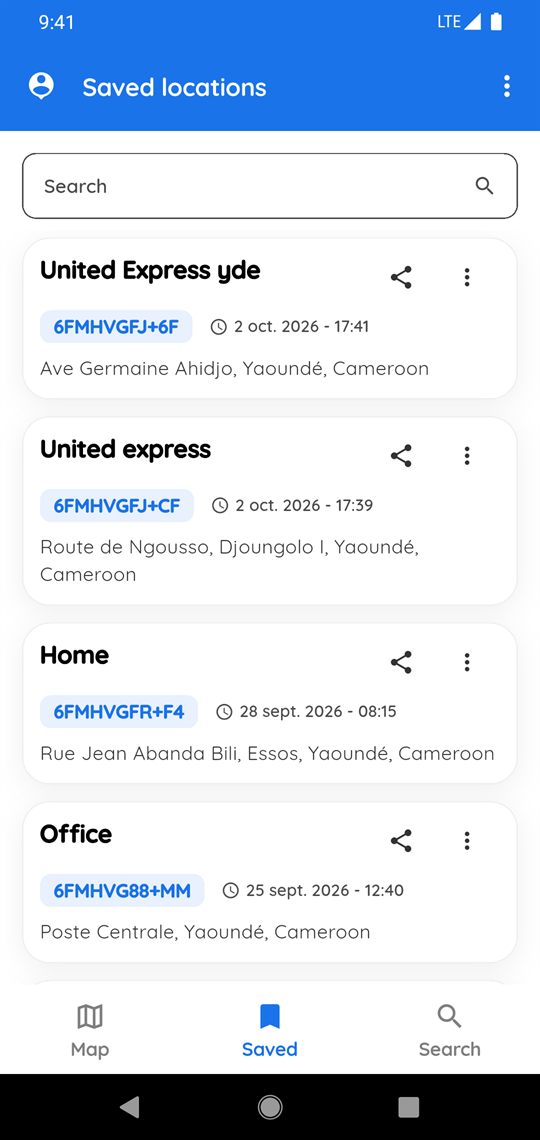 9:41 LTE
Saved locations
Search
United Express yde
6FMHVGFJ+6F 2 oct. 2026 - 17:41
Ave Germaine Ahidjo, Yaoundé, Cameroon
United express
6FMHVGFJ+CF 2 oct. 2026 - 17:39
Route de Ngousso, Djoungolo I, Yaoundé,
Cameroon
Home
6FMHVGFR+F4 28 sept. 2026 - 08:15
Rue Jean Abanda Bili, Essos, Yaoundé, Cameroon
Office
6FMHVG88+MM 25 sept. 2026 - 12:40
Poste Centrale, Yaoundé, Cameroon
Map Saved Search